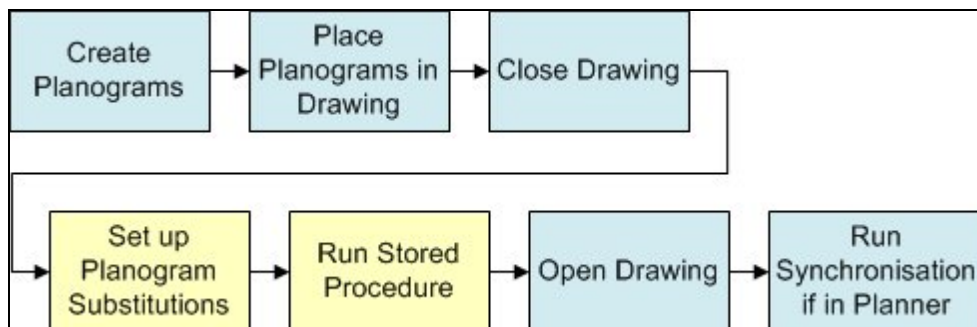 Create
Planograms
Place
Planograms in
Drawing
Close Drawing
Set up
Planogram
Substitutions
Run Stored
Procedure
Open Drawing
Run
Synchronisation
if in Planner